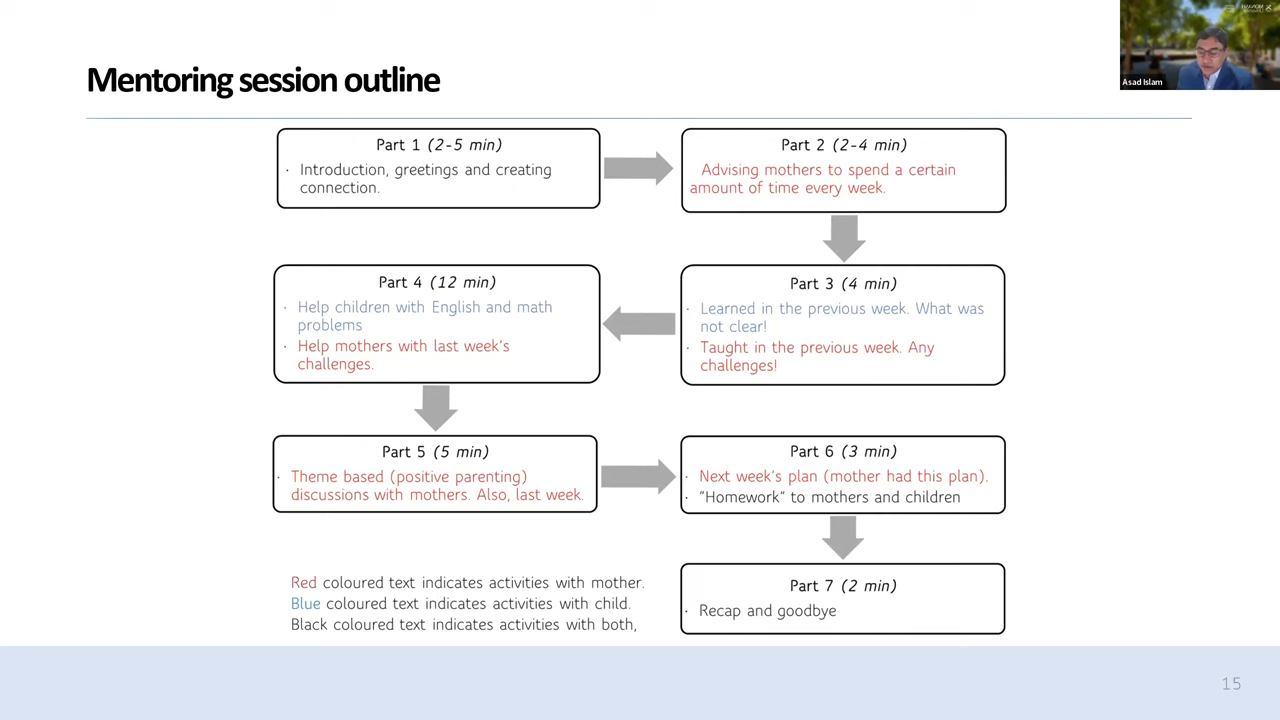 Mentoring session outline
Asad Islam
Part 1 (2-5 min)
· Introduction, greetings and creating
connection.
Part 2 (2-4 min)
Advising mothers to spend a certain
amount of time every week.
Part 3 (4 min)
· Learned in the previous week. What was
not clear!
· Taught in the previous week. Any
challenges!
Part 4 (12 min)
· Help children with English and math
problems
· Help mothers with last week's
challenges.
Part 5 (5 min)
· Theme based (positive parenting)
discussions with mothers. Also, last week.
Part 6 (3 min)
· Next week's plan (mother had this plan).
· "Homework" to mothers and children
Part 7 (2 min)
· Recap and goodbye
Red coloured text indicates activities with mother.
Blue coloured text indicates activities with child.
Black coloured text indicates activities with both,
15